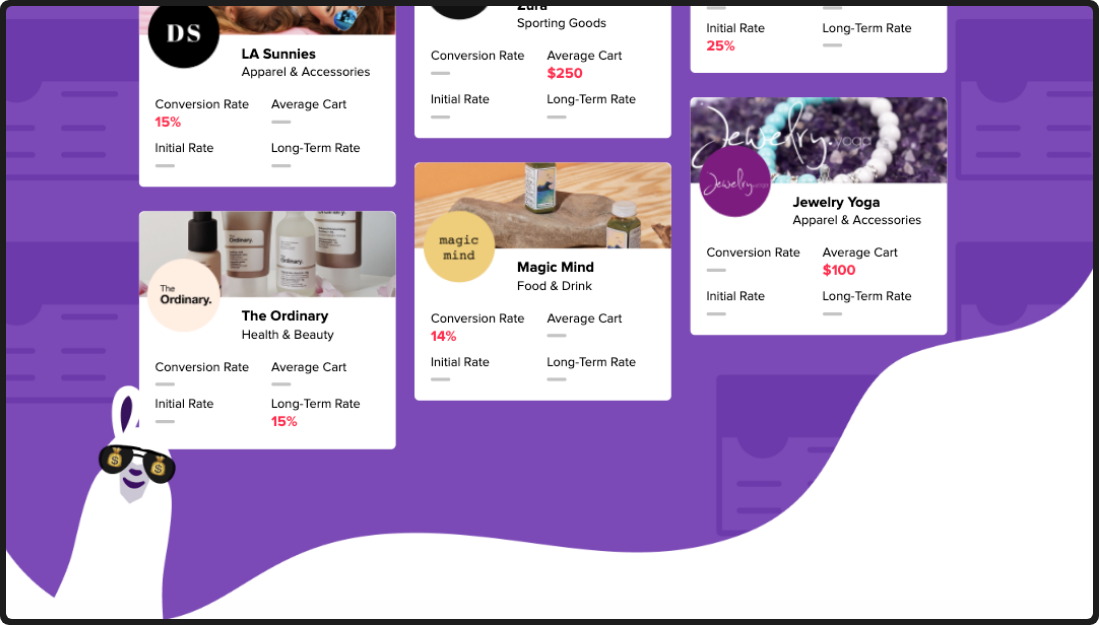 DS
LA Sunnies
Apparel & Accessories
Conversion Rate
Average Cart
15%
Initial Rate
Long-Term Rate
The
Ordinary.
The Ordinary
Health & Beauty
Conversion Rate
Average Cart
Initial Rate
Long-Term Rate
15%
Sporting Goods
Conversion Rate
Average Cart
$250
Initial Rate
Long-Term Rate
magic
mind
Magic Mind
Food & Drink
Conversion Rate
Average Cart
14%
Initial Rate
Long-Term Rate
Initial Rate
Long-Term Rate
25%
Jewelry.yoga
Jewelry Yoga
Apparel & Accessories
Conversion Rate
Average Cart
$100
Initial Rate
Long-Term Rate